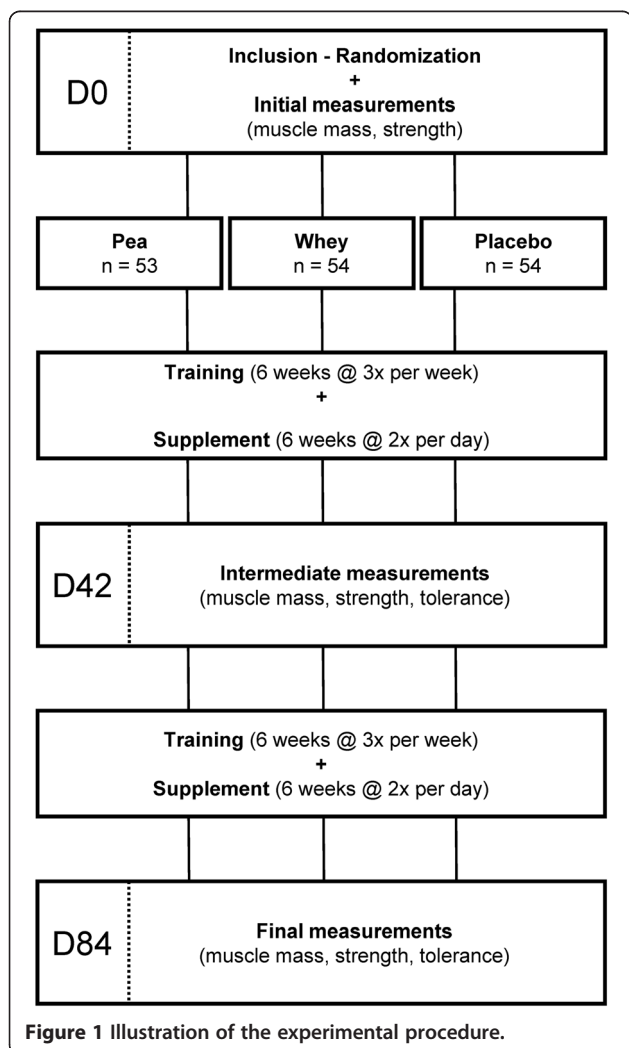 Inclusion - Randomization
+
D0
Initial measurements
(muscle mass, strength)
Pea
n = 53
Whey
n = 54
Placebo
n = 54
Training (6 weeks @ 3x per week)
+
Supplement (6 weeks @ 2x per day)
D42
Intermediate measurements
(muscle mass, strength, tolerance)
Training (6 weeks @ 3x per week)
+
Supplement (6 weeks @ 2x per day)
D84
Final measurements
(muscle mass, strength, tolerance)
Figure 1 Illustration of the experimental procedure.